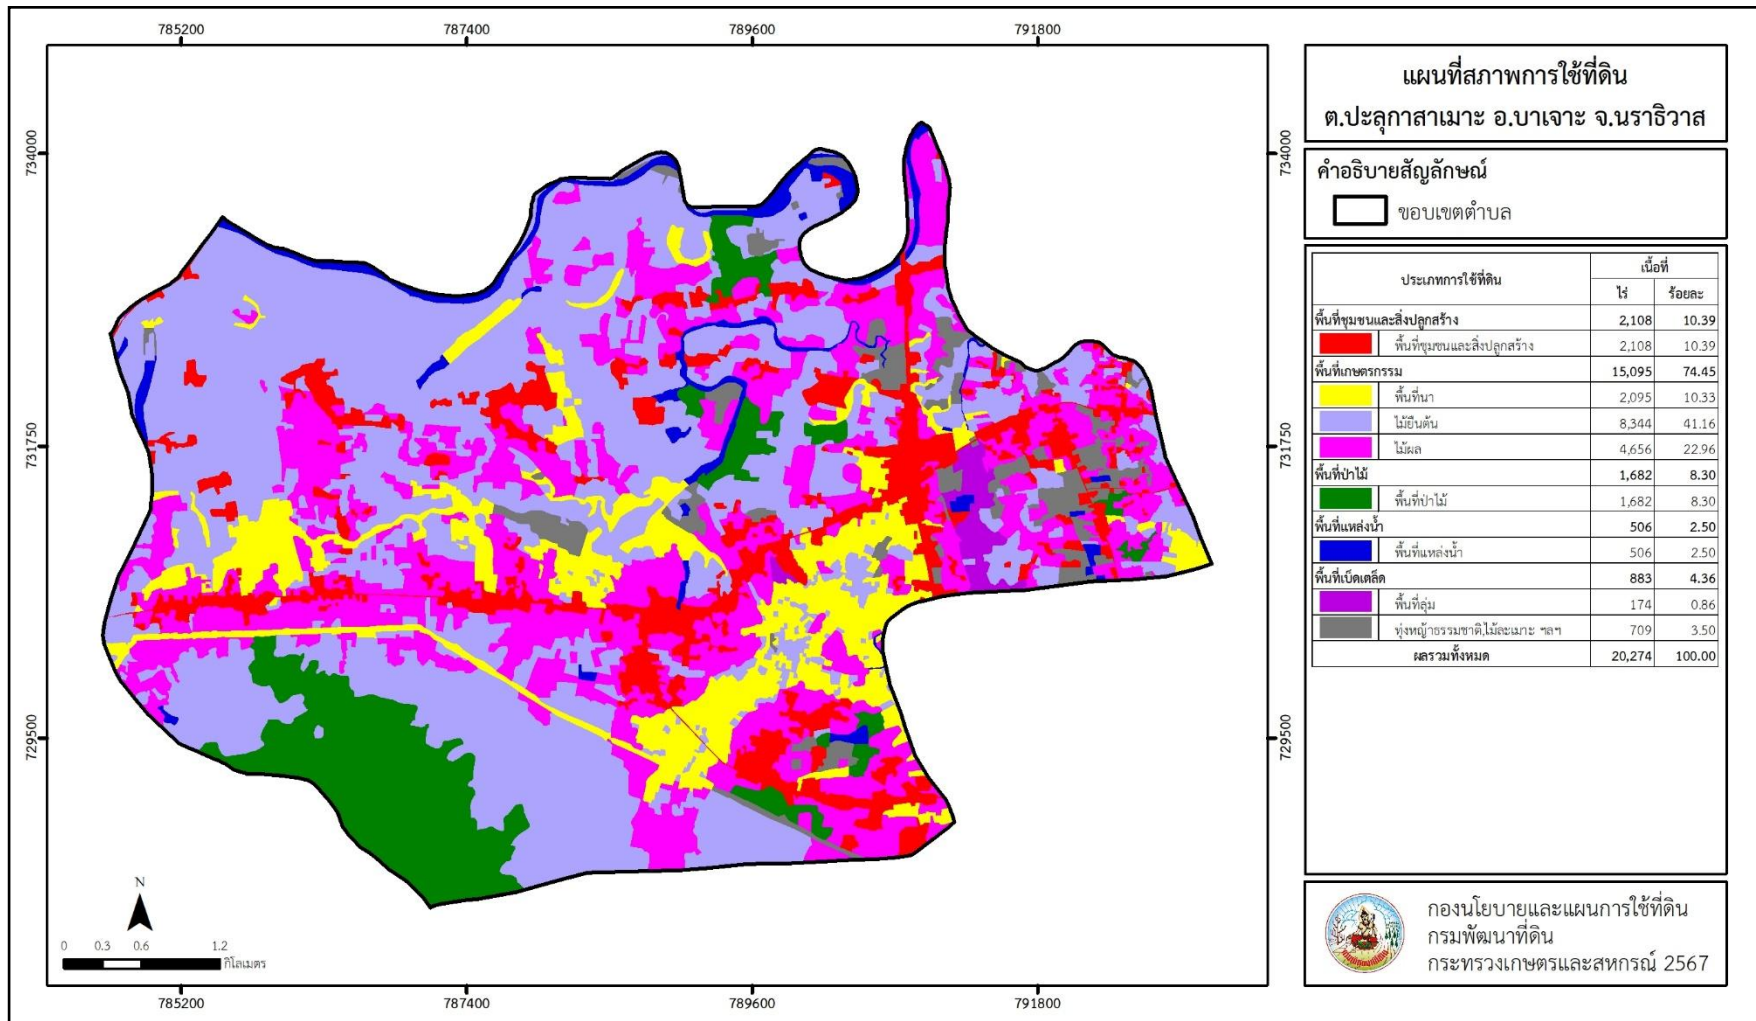 785200 787400 789600 791800
734000 734000
731750 731750
729500 729500
785200 787400 789600 791800
N
0 0.3 0.6 1.2
กิโลเมตร
แผนที่สภาพการใช้ที่ดิน
ต.ปะลุกาสาเมาะ อ.บาเจาะ จ.นราธิวาส
คำอธิบายสัญลักษณ์
ขอบเขตตำบล
ประเภทการใช้ที่ดิน เนื้อที่
ไร่ ร้อยละ
พื้นที่ชุมชนและสิ่งปลูกสร้าง 2,108 10.39
พื้นที่ชุมชนและสิ่งปลูกสร้าง 2,108 10.39
พื้นที่เกษตรกรรม 15,095 74.45
พื้นที่นา 2,095 10.33
ไม้ยืนต้น 8,344 41.16
ไม้ผล 4,656 22.96
พื้นที่ป่าไม้ 1,682 8.30
พื้นที่ป่าไม้ 1,682 8.30
พื้นที่แหล่งน้ำ 506 2.50
พื้นที่แหล่งน้ำ 506 2.50
พื้นที่เบ็ดเตล็ด 883 4.36
พื้นที่ลุ่ม 174 0.86
ทุ่งหญ้าธรรมชาติ,ไม้ละเมาะ ฯลฯ 709 3.50
ผลรวมทั้งหมด 20,274 100.00
กองนโยบายและแผนการใช้ที่ดิน
กรมพัฒนาที่ดิน
กระทรวงเกษตรและสหกรณ์ 2567